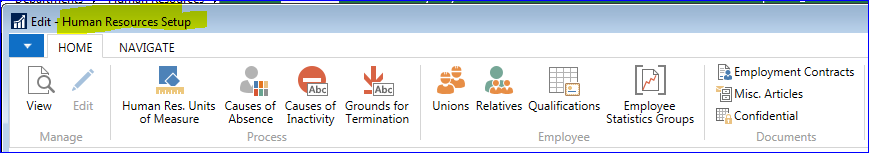 Edit - Human Resources Setup
HOME NAVIGATE
View Edit Human Res. Units of Measure Causes of Absence Causes of Inactivity Grounds for Termination Unions Relatives Qualifications Employee Statistics Groups Employment Contracts
Misc. Articles
Confidential
Manage Process Employee Documents